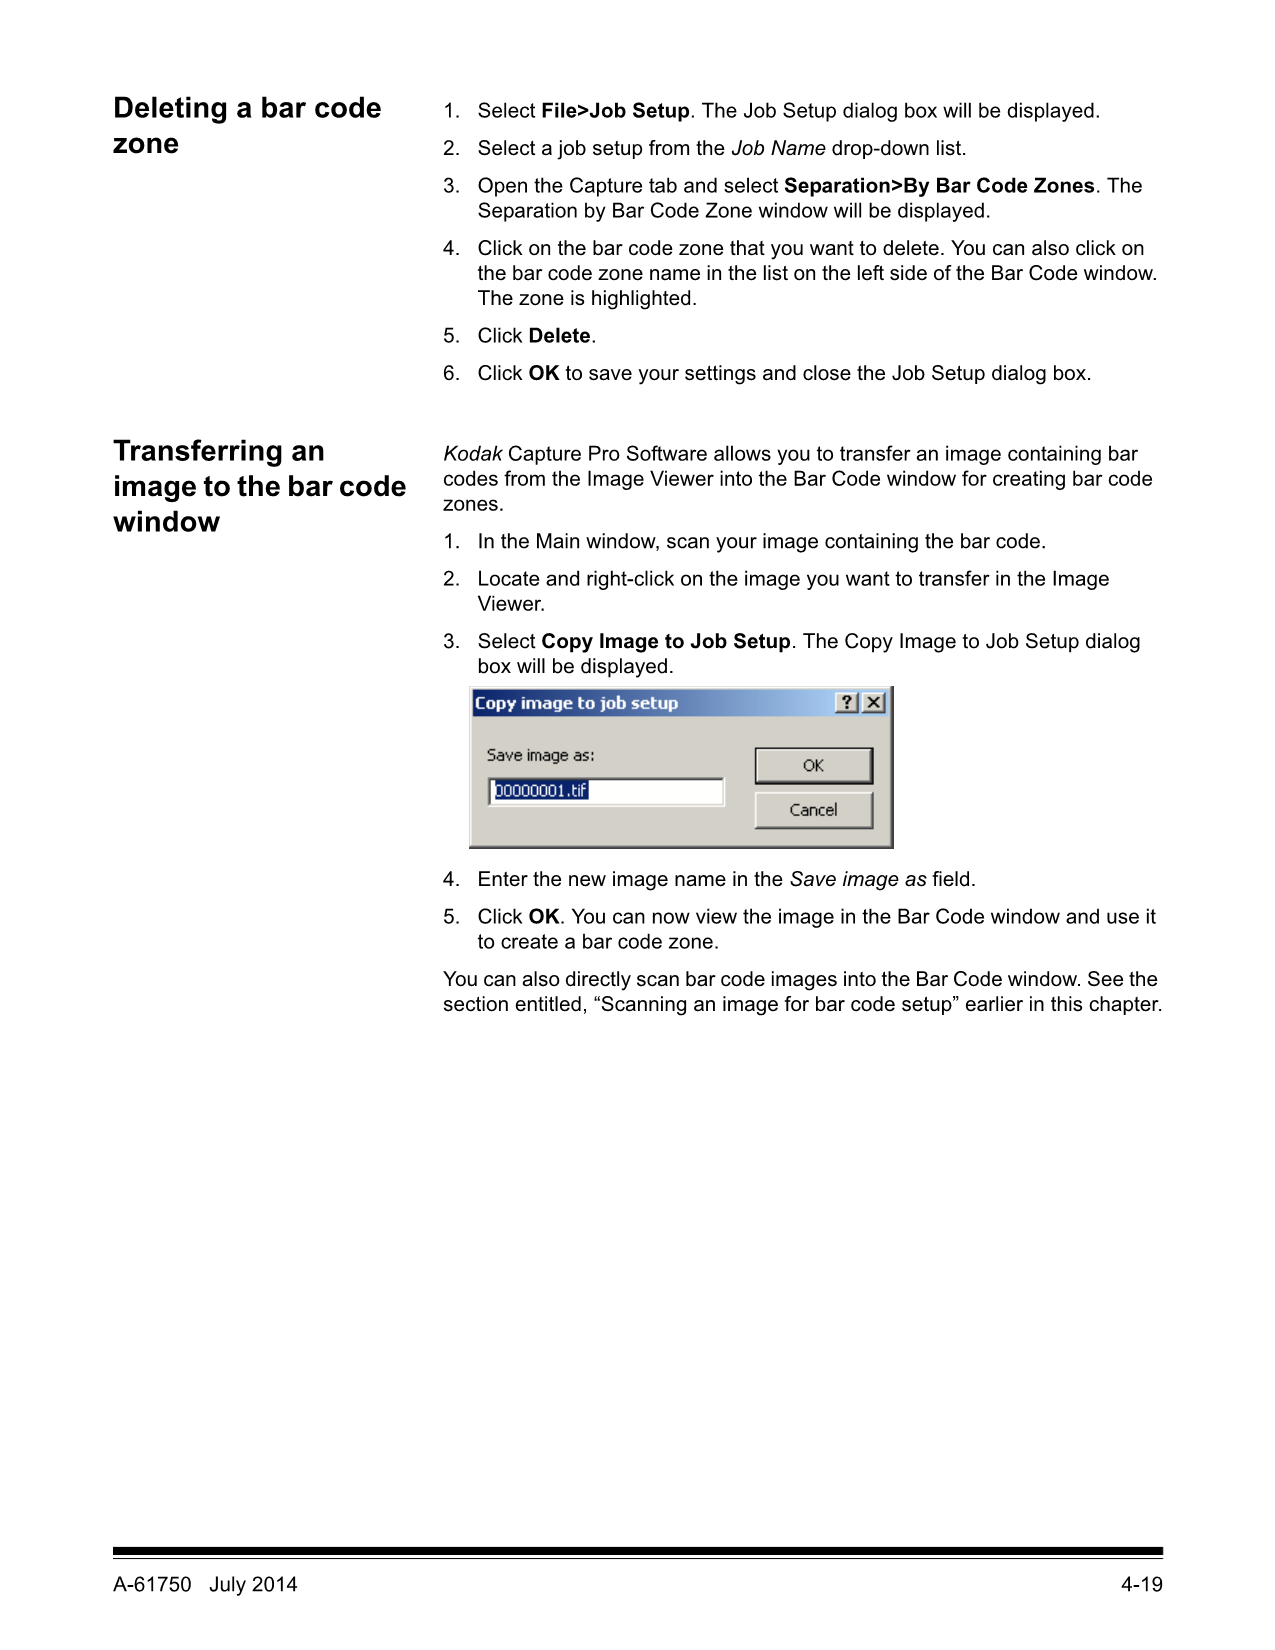 Deleting a bar code
zone
1. Select File>Job Setup. The Job Setup dialog box will be displayed.
2. Select a job setup from the Job Name drop-down list.
3. Open the Capture tab and select Separation>By Bar Code Zones. The
Separation by Bar Code Zone window will be displayed.
4. Click on the bar code zone that you want to delete. You can also click on
the bar code zone name in the list on the left side of the Bar Code window.
The zone is highlighted.
5. Click Delete.
6. Click OK to save your settings and close the Job Setup dialog box.
Transferring an
image to the bar code
window
Kodak Capture Pro Software allows you to transfer an image containing bar
codes from the Image Viewer into the Bar Code window for creating bar code
zones.
1. In the Main window, scan your image containing the bar code.
2. Locate and right-click on the image you want to transfer in the Image
Viewer.
3. Select Copy Image to Job Setup. The Copy Image to Job Setup dialog
box will be displayed.
Copy image to job setup
Save image as:
OK
00000001.tif
Cancel
4. Enter the new image name in the Save image as field.
5. Click OK. You can now view the image in the Bar Code window and use it
to create a bar code zone.
You can also directly scan bar code images into the Bar Code window. See the
section entitled, “Scanning an image for bar code setup” earlier in this chapter.
A-61750 July 2014
4-19